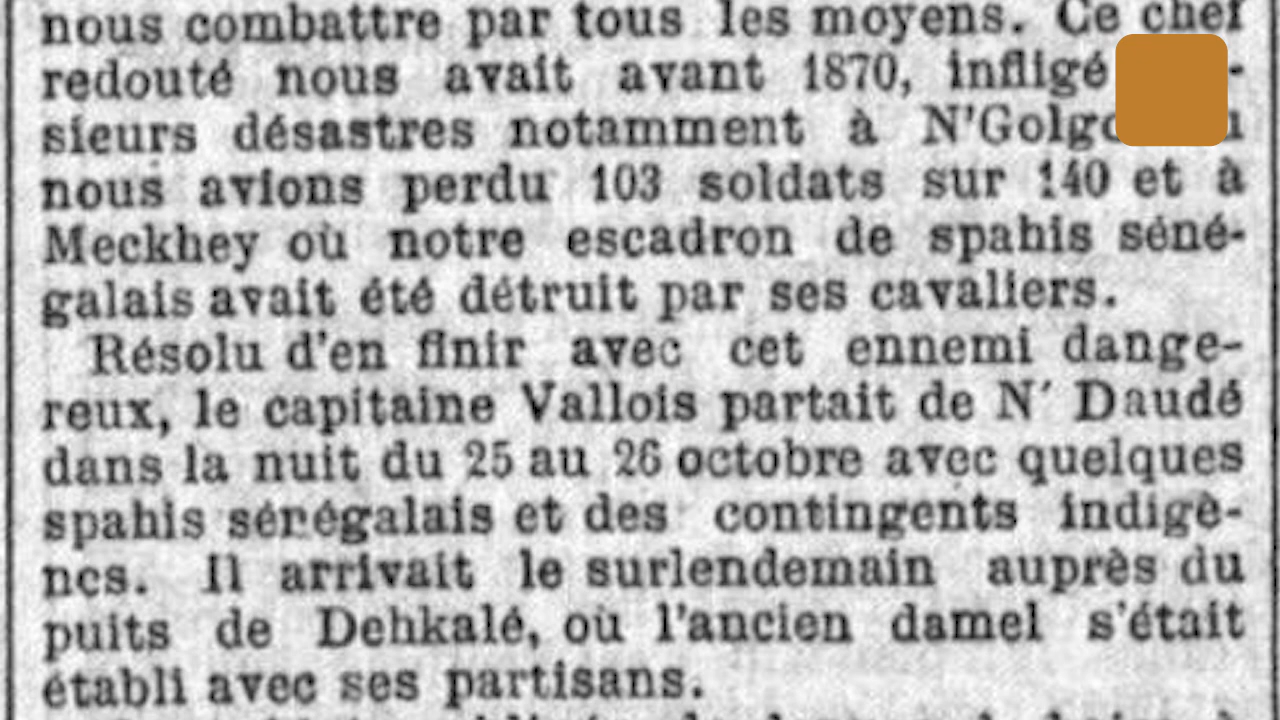 nous combattre par tous les moyens. Ce chef
redouté nous avait avant 1870, infligé
sieurs désastres notamment à
nous avions perdu 103 soldats sur 140 et à
Meckhey où notre escadron de spahis séné-
galais avait été détruit par ses cavaliers.
Résolu d'en finir avec cet ennemi dange-
reux, le capitaine Vallois partait de N' Daudé
dans la nuit du 25 au 26 octobre avec quelques
spahis sénégalais et des contingents indigè-
nes. Il arrivait le surlendemain auprès du
puits de Dehkalé, où l'ancien damel s'était
établi avec ses partisans.